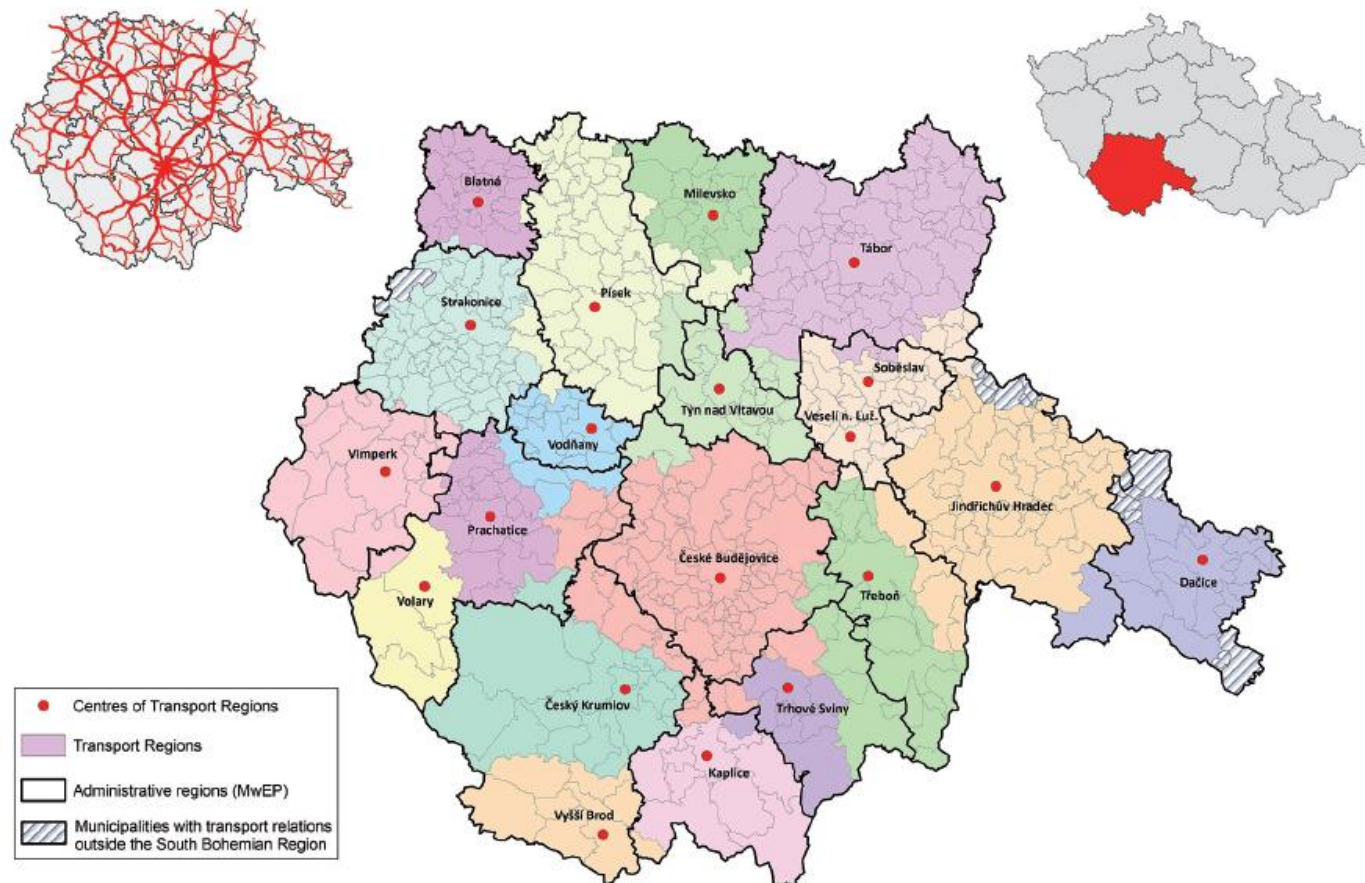 Blatná
Milevsko
Tábor
Strakonice
Písek
Soběslav
Týn nad Vltavou
Veselí n. Luž.
Vodňany
Vimperk
Jindřichův Hradec
Prachatice
České Budějovice
Dačice
Třeboň
Volary
Český Krumlov
Trhové Sviny
Kaplice
Vyšší Brod
Centres of Transport Regions
Transport Regions
Administrative regions (MwEP)
Municipalities with transport relations
outside the South Bohemian Region